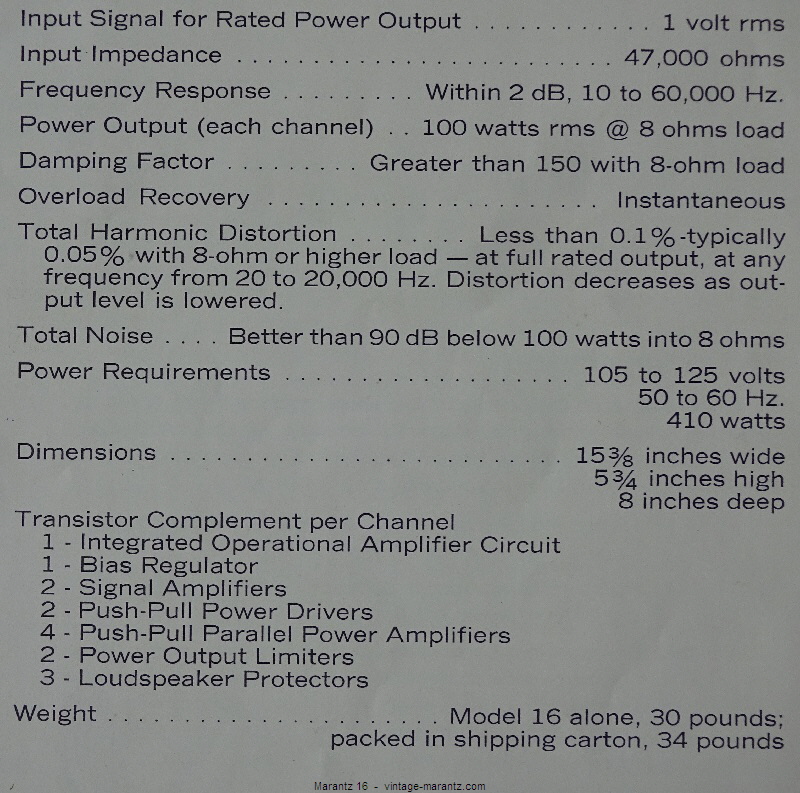 Input Signal for Rated Power Output . . . . . . . . . . . . 1 volt rms
Input Impedance . . . . . . . . . . . . . . . . . . . . . . . . . 47,000 ohms
Frequency Response . . . . . . . . . Within 2 dB, 10 to 60,000 Hz.
Power Output (each channel) . . 100 watts rms @ 8 ohms load
Damping Factor . . . . . . . . . Greater than 150 with 8-ohm load
Overload Recovery . . . . . . . . . . . . . . . . . . . . . . Instantaneous
Total Harmonic Distortion . . . . . . . . Less than 0.1%-typically
0.05% with 8-ohm or higher load — at full rated output, at any
frequency from 20 to 20,000 Hz. Distortion decreases as out-
put level is lowered.
Total Noise . . . . Better than 90 dB below 100 watts into 8 ohms
Power Requirements . . . . . . . . . . . . . . . . . . . 105 to 125 volts
50 to 60 Hz.
410 watts
Dimensions . . . . . . . . . . . . . . . . . . . . . . . . . . 15⅜ inches wide
5¾ inches high
8 inches deep
Transistor Complement per Channel
1 - Integrated Operational Amplifier Circuit
1 - Bias Regulator
2 - Signal Amplifiers
2 - Push-Pull Power Drivers
4 - Push-Pull Parallel Power Amplifiers
2 - Power Output Limiters
3 - Loudspeaker Protectors
Weight . . . . . . . . . . . . . . . . . . . . . . Model 16 alone, 30 pounds;
packed in shipping carton, 34 pounds
Marantz 16 - vintage-marantz.com